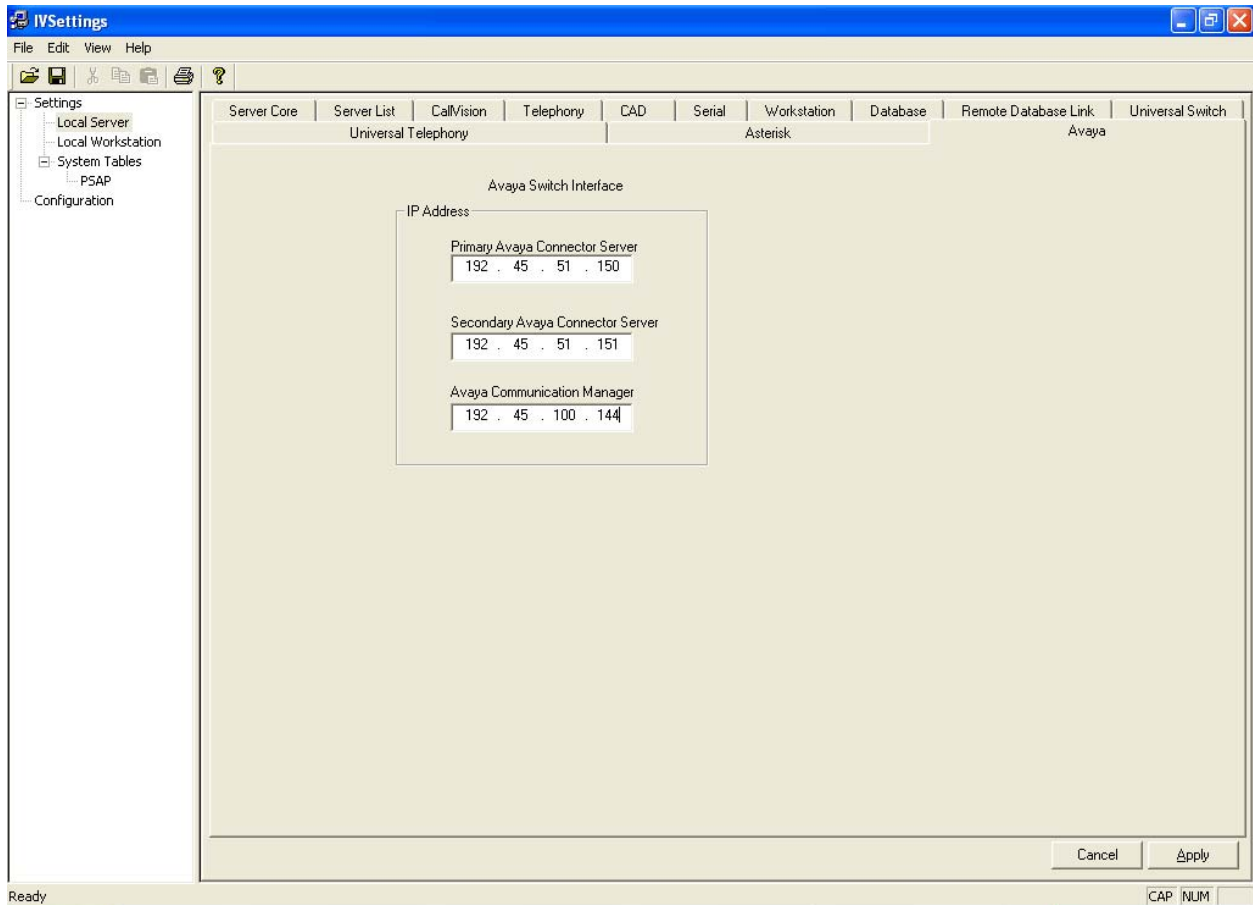 IVSettings
File Edit View Help
Settings
Local Server
Local Workstation
System Tables
PSAP
Configuration
Server Core Server List CallVision Telephony CAD Serial Workstation Database Remote Database Link Universal Switch
Universal Telephony Asterisk Avaya
Avaya Switch Interface
IP Address
Primary Avaya Connector Server
192 . 45 . 51 . 150
Secondary Avaya Connector Server
192 . 45 . 51 . 151
Avaya Communication Manager
192 . 45 . 100 . 144
Cancel Apply
Ready CAP NUM